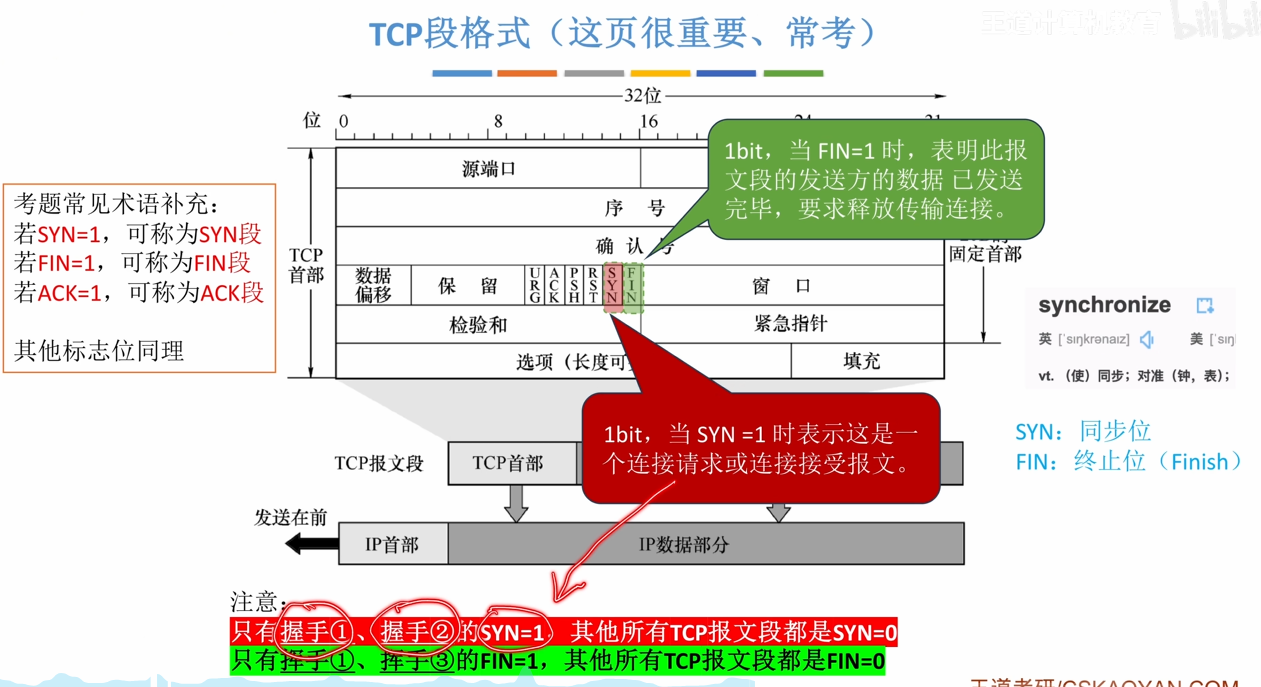 TCP段格式（这页很重要、常考）
王道计算机教育
bilibili
32位
位 0 8 16 24 31
源端口
序 号
确 认 号
TCP
首部
固定首部
数据
偏移
保 留
URG
ACK
PSH
RST
SYN
FIN
窗 口
检验和
紧急指针
选项（长度可
填充
1bit，当 FIN=1 时，表明此报
文段的发送方的数据 已发送
完毕，要求释放传输连接。
考题常见术语补充：
若SYN=1，可称为SYN段
若FIN=1，可称为FIN段
若ACK=1，可称为ACK段
其他标志位同理
synchronize
英 [ˈsɪŋkrənaɪz] 美 [ˈsɪŋ
vt. （使）同步；对准（钟，表）；
1bit，当 SYN =1 时表示这是一
个连接请求或连接接受报文。
SYN：同步位
FIN：终止位（Finish）
TCP报文段
TCP首部
发送在前
IP首部
IP数据部分
注意：
只有握手①、握手②的SYN=1，其他所有TCP报文段都是SYN=0
只有挥手①、挥手③的FIN=1，其他所有TCP报文段都是FIN=0
王道考研/CSKAOYAN.COM